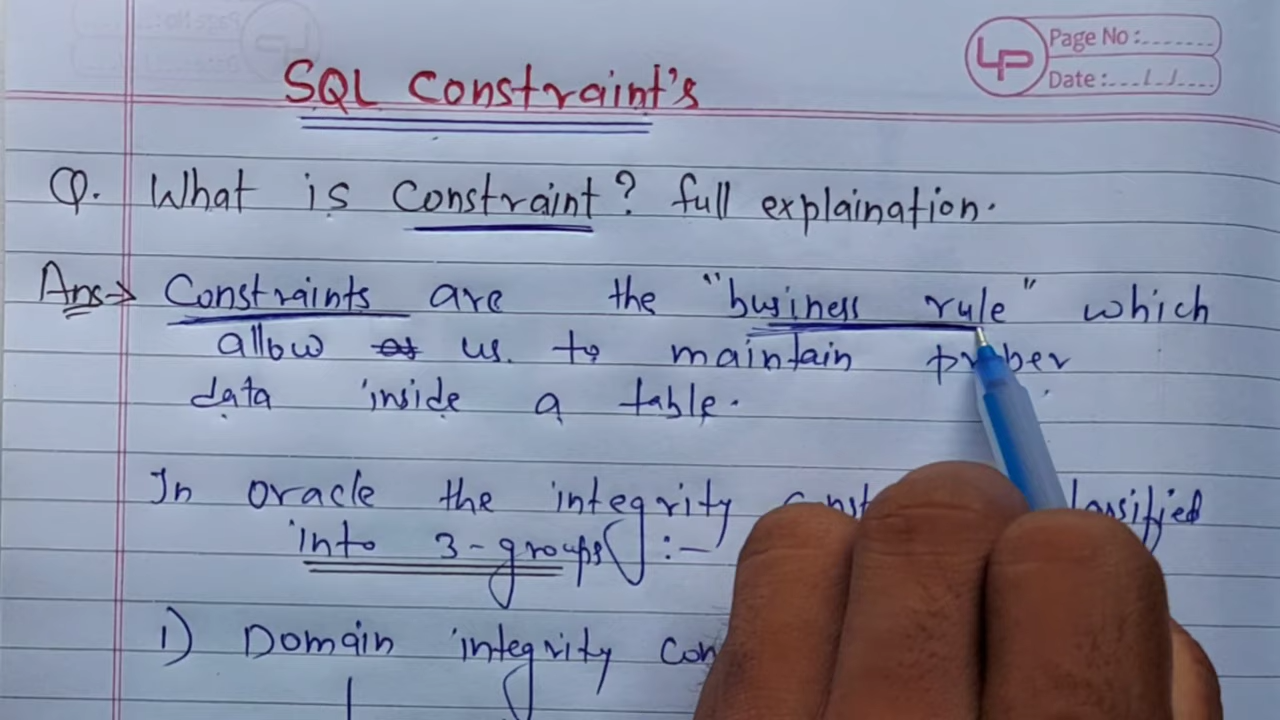 LP
Page No :.......
Date :.../../....
SQL Constraint's
Q. What is Constraint? full explaination.
Ans→ Constraints are the "business rule" which
allow us. to maintain
data inside a table.
In oracle the integrity
into 3-groups :-
1) Domain integrity